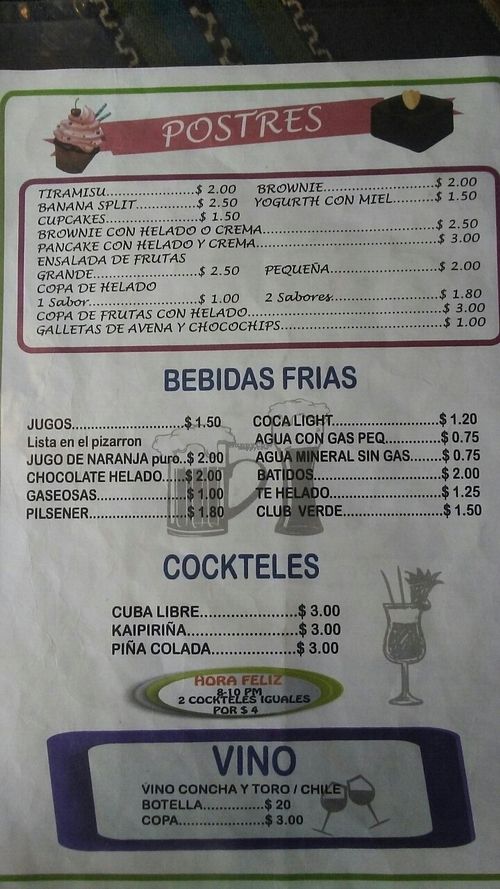 POSTRES
TIRAMISU......................$ 2.00 BROWNIE...........................$ 2.00
BANANA SPLIT...............$ 2.50 YOGURTH CON MIEL..........$ 1.50
CUPCAKES.....................$ 1.50
BROWNIE CON HELADO O CREMA...........................................$ 2.50
PANCAKE CON HELADO Y CREMA.............................................$ 3.00
ENSALADA DE FRUTAS
GRANDE..........................$ 2.50 PEQUEÑA...........................$ 2.00
COPA DE HELADO
1 Sabor...........................$ 1.00 2 Sabores..........................$ 1.80
COPA DE FRUTAS CON HELADO................................................$ 3.00
GALLETAS DE AVENA Y CHOCOCHIPS........................................$ 1.00
BEBIDAS FRIAS
JUGOS...........................$ 1.50 COCA LIGHT..........................$ 1.20
Lista en el pizarron AGUA CON GAS PEQ.............$ 0.75
JUGO DE NARANJA puro..$ 2.00 AGUA MINERAL SIN GAS.......$ 0.75
CHOCOLATE HELADO......$ 2.00 BATIDOS...............................$ 2.00
GASEOSAS.....................$ 1.00 TE HELADO...........................$ 1.25
PILSENER........................$ 1.80 CLUB VERDE........................$ 1.50
COCKTELES
CUBA LIBRE........................$ 3.00
KAIPIRIÑA...........................$ 3.00
PIÑA COLADA.....................$ 3.00
HORA FELIZ
8-10 PM
2 COCKTELES IGUALES
POR $ 4
VINO
VINO CONCHA Y TORO / CHILE
BOTELLA...............$ 20
COPA.....................$ 3.00